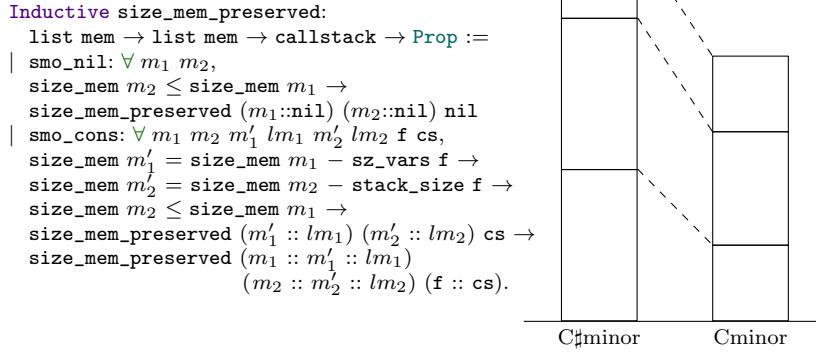 Inductive size_mem_preserved:
list mem → list mem → callstack → Prop :=
| smo_nil: ∀ m₁ m₂,
size_mem m₂ ≤ size_mem m₁ →
size_mem_preserved (m₁::nil) (m₂::nil) nil
| smo_cons: ∀ m₁ m₂ m′₁ lm₁ m′₂ lm₂ f cs,
size_mem m′₁ = size_mem m₁ − sz_vars f →
size_mem m′₂ = size_mem m₂ − stack_size f →
size_mem m₂ ≤ size_mem m₁ →
size_mem_preserved (m′₁ :: lm₁) (m′₂ :: lm₂) cs →
size_mem_preserved (m₁ :: m′₁ :: lm₁)
(m₂ :: m′₂ :: lm₂) (f :: cs).
C♯minor
Cminor